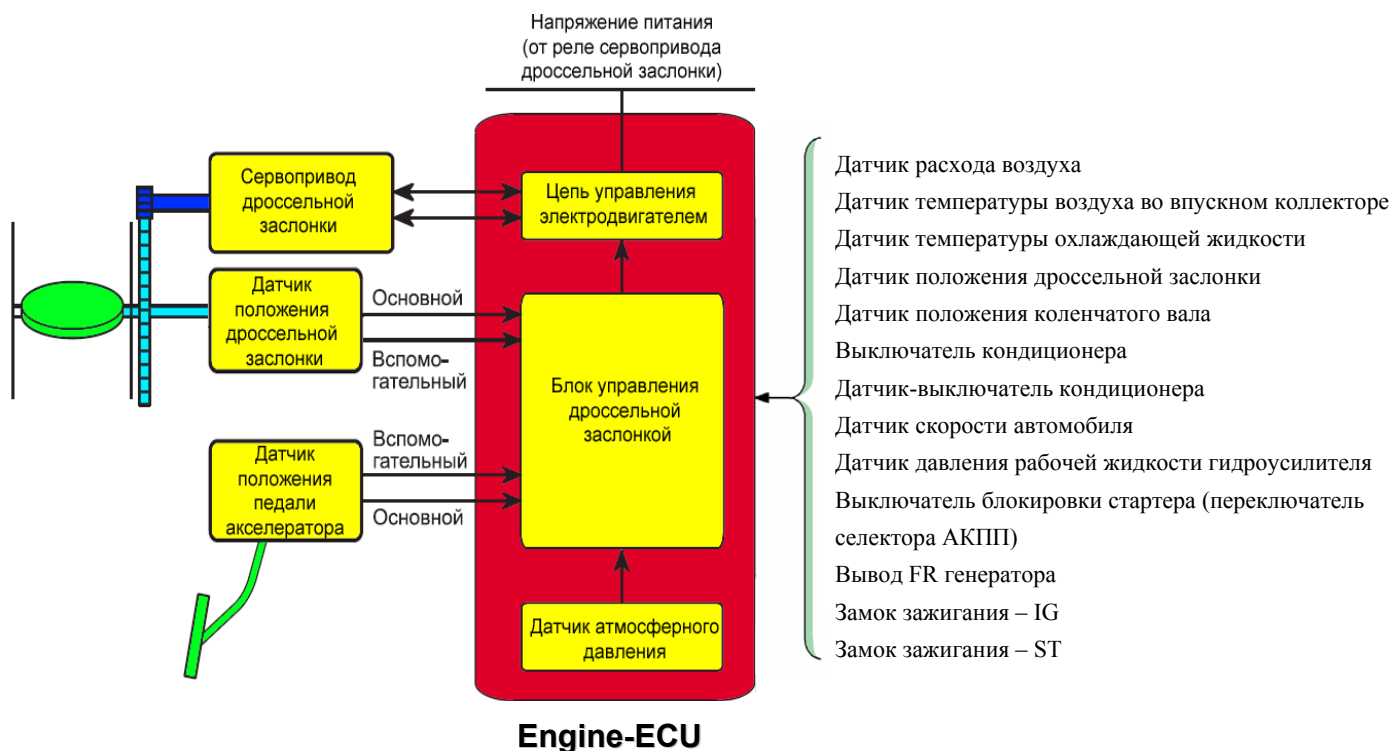 Напряжение питания
(от реле сервопривода
дроссельной заслонки)
Сервопривод
дроссельной
заслонки
Цепь управления
электродвигателем
Датчик
положения
дроссельной
заслонки
Основной
Вспомо-
гательный
Блок управления
дроссельной
заслонкой
Датчик
положения
педали
акселератора
Вспомо-
гательный
Основной
Датчик атмосферного
давления
Engine-ECU
Датчик расхода воздуха
Датчик температуры воздуха во впускном коллекторе
Датчик температуры охлаждающей жидкости
Датчик положения дроссельной заслонки
Датчик положения коленчатого вала
Выключатель кондиционера
Датчик-выключатель кондиционера
Датчик скорости автомобиля
Датчик давления рабочей жидкости гидроусилителя
Выключатель блокировки стартера (переключатель
селектора АКПП)
Вывод FR генератора
Замок зажигания – IG
Замок зажигания – ST